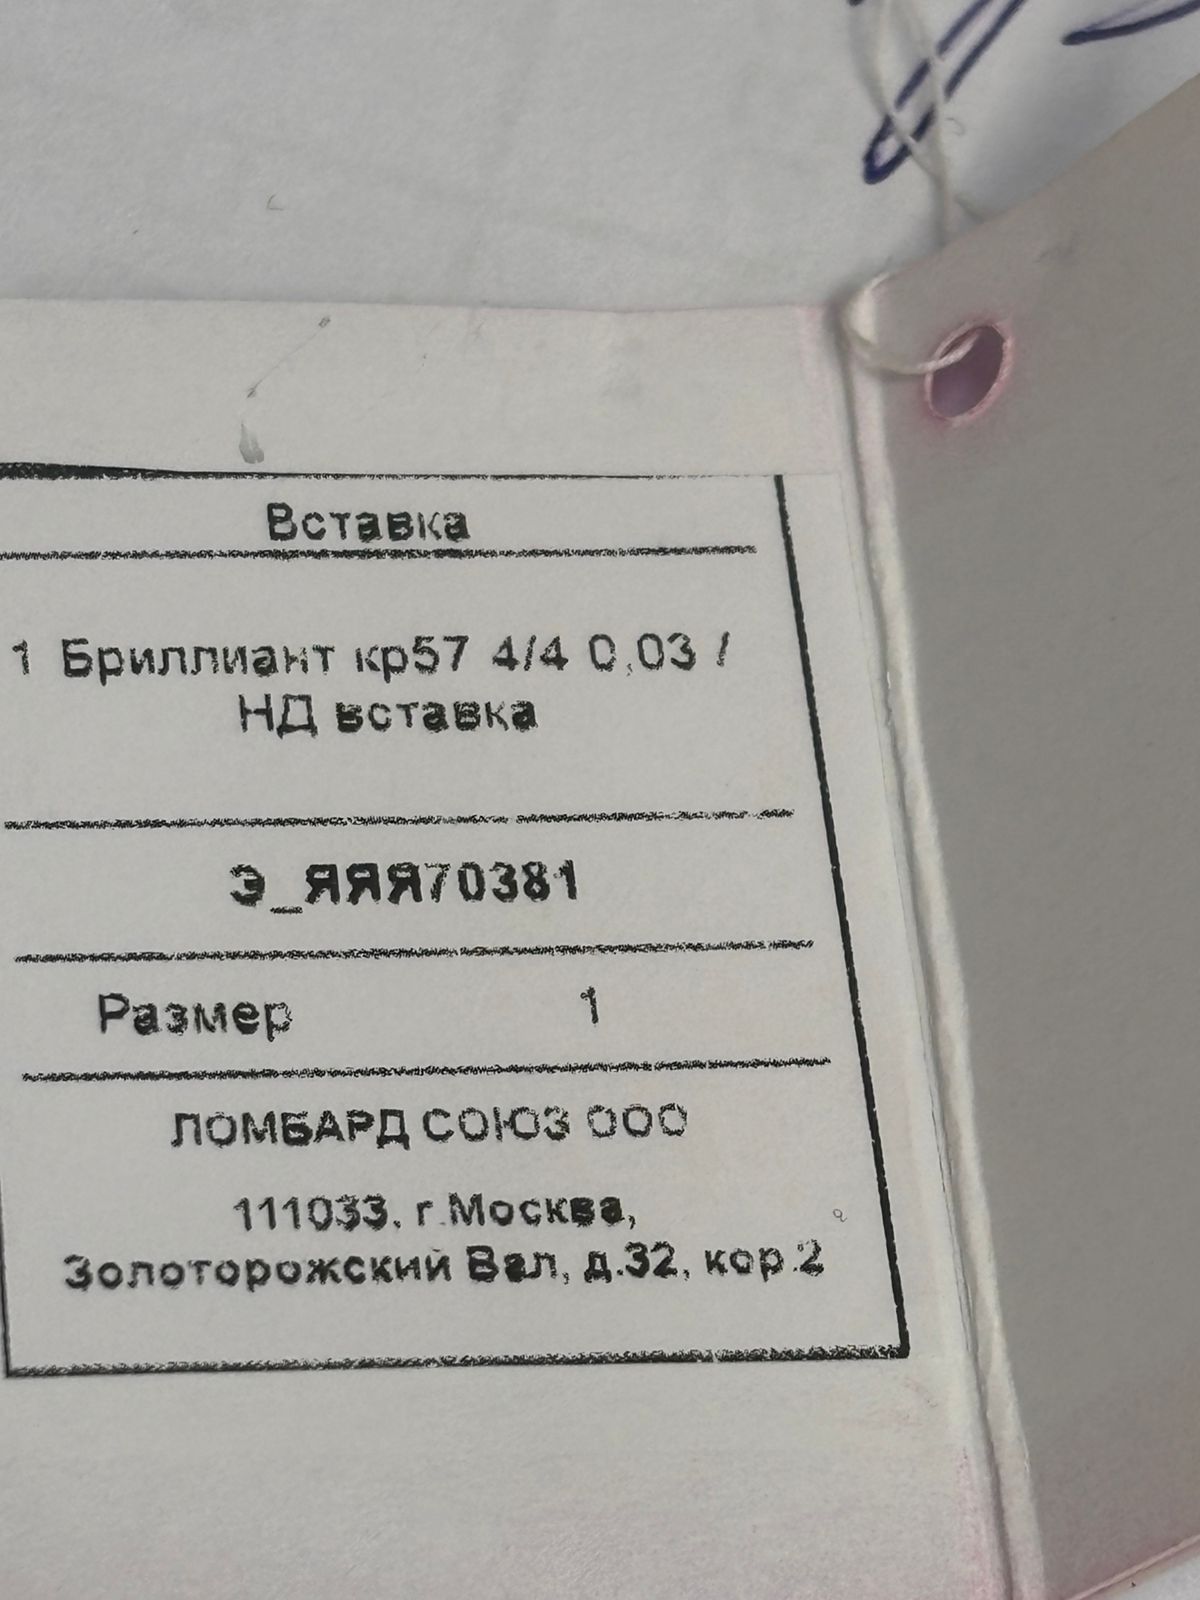 Вставка
1 Бриллиант кр57 4/4 0,03 /
НД вставка
Э_ЯЯЯ70381
Размер 1
ЛОМБАРД СОЮЗ ООО
111033, г.Москва,
Золоторожский Вал, д.32, кор.2